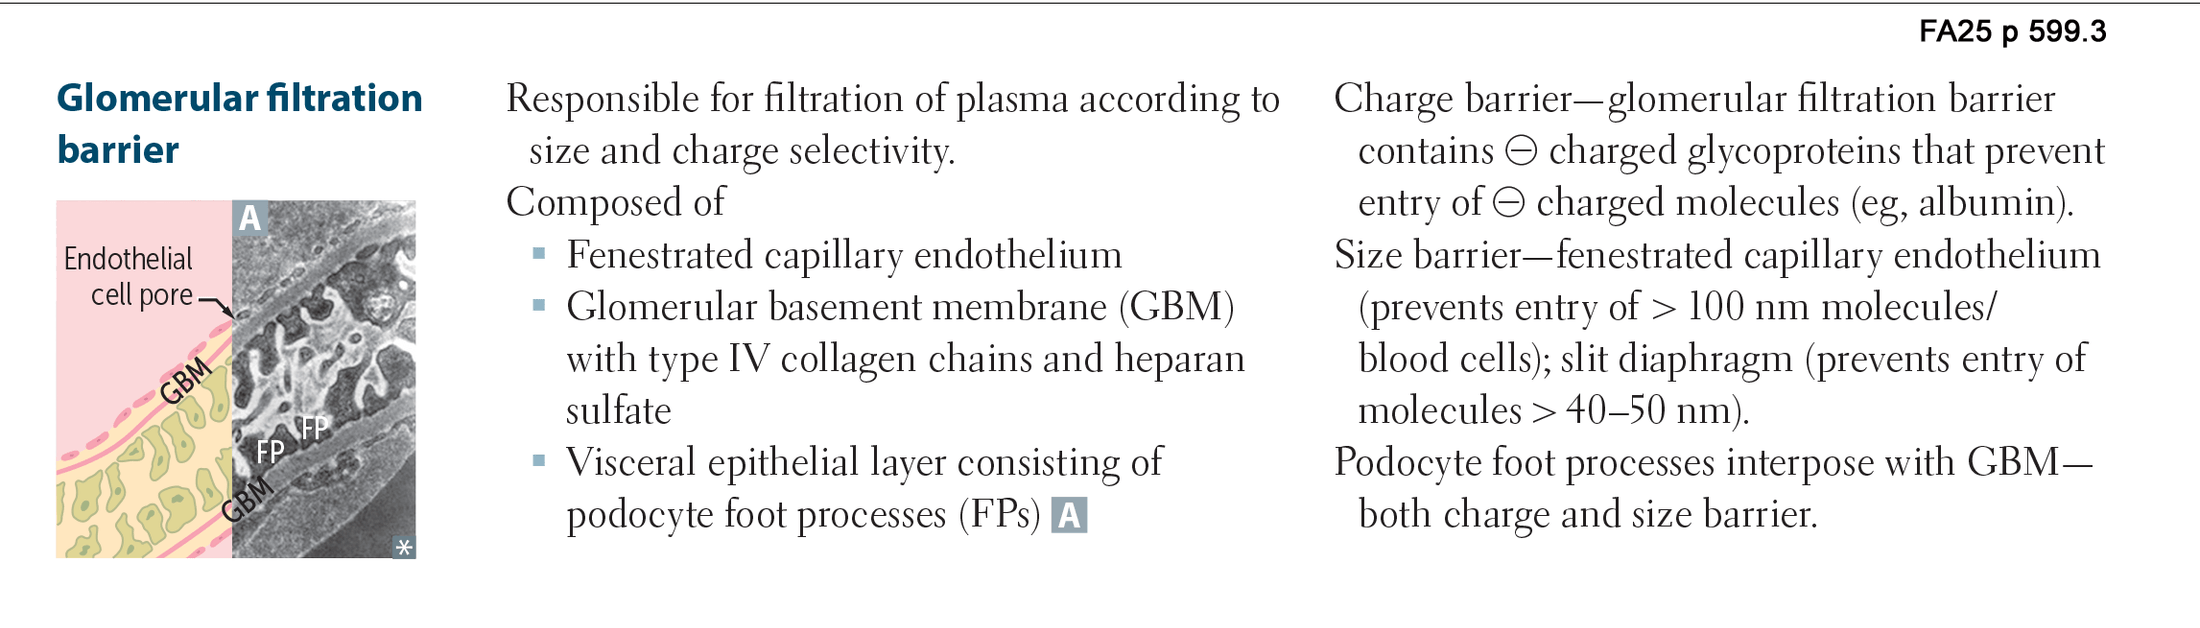 FA25 p 599.3
Glomerular filtration
barrier
A
Endothelial
cell pore
GBM
FP
FP
GBM
*
Responsible for filtration of plasma according to
size and charge selectivity.
Composed of
▪ Fenestrated capillary endothelium
▪ Glomerular basement membrane (GBM)
with type IV collagen chains and heparan
sulfate
▪ Visceral epithelial layer consisting of
podocyte foot processes (FPs) A
Charge barrier—glomerular filtration barrier
contains ⊖ charged glycoproteins that prevent
entry of ⊖ charged molecules (eg, albumin).
Size barrier—fenestrated capillary endothelium
(prevents entry of > 100 nm molecules/
blood cells); slit diaphragm (prevents entry of
molecules > 40–50 nm).
Podocyte foot processes interpose with GBM—
both charge and size barrier.